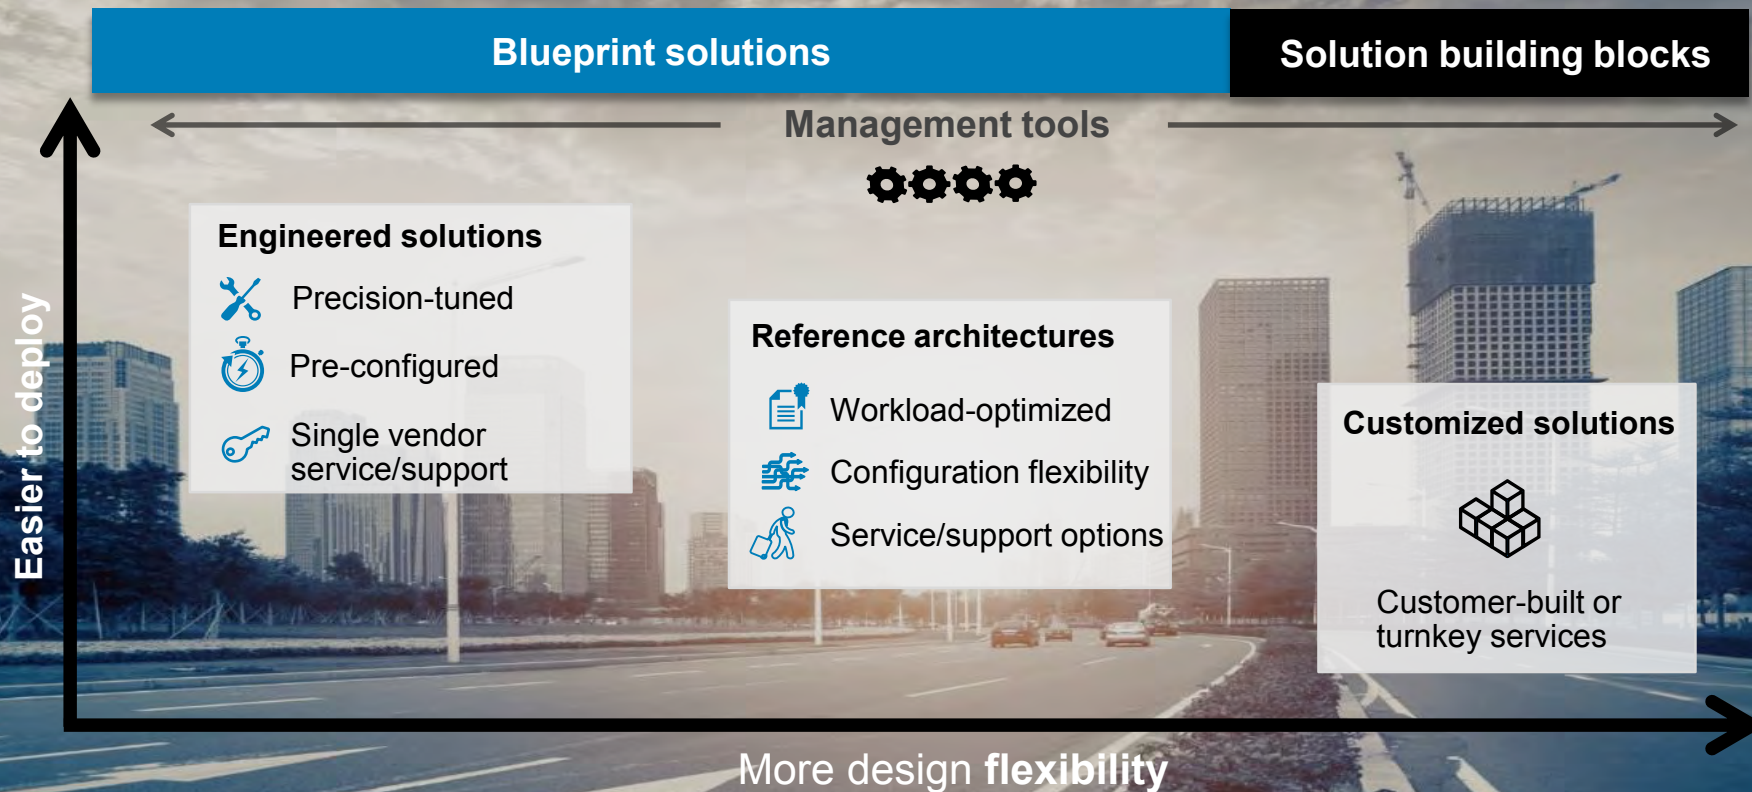 Blueprint solutions
Solution building blocks
Management tools
Engineered solutions
Precision-tuned
Pre-configured
Single vendor
service/support
Reference architectures
Workload-optimized
Configuration flexibility
Service/support options
Customized solutions
Customer-built or
turnkey services
Easier to deploy
More design flexibility